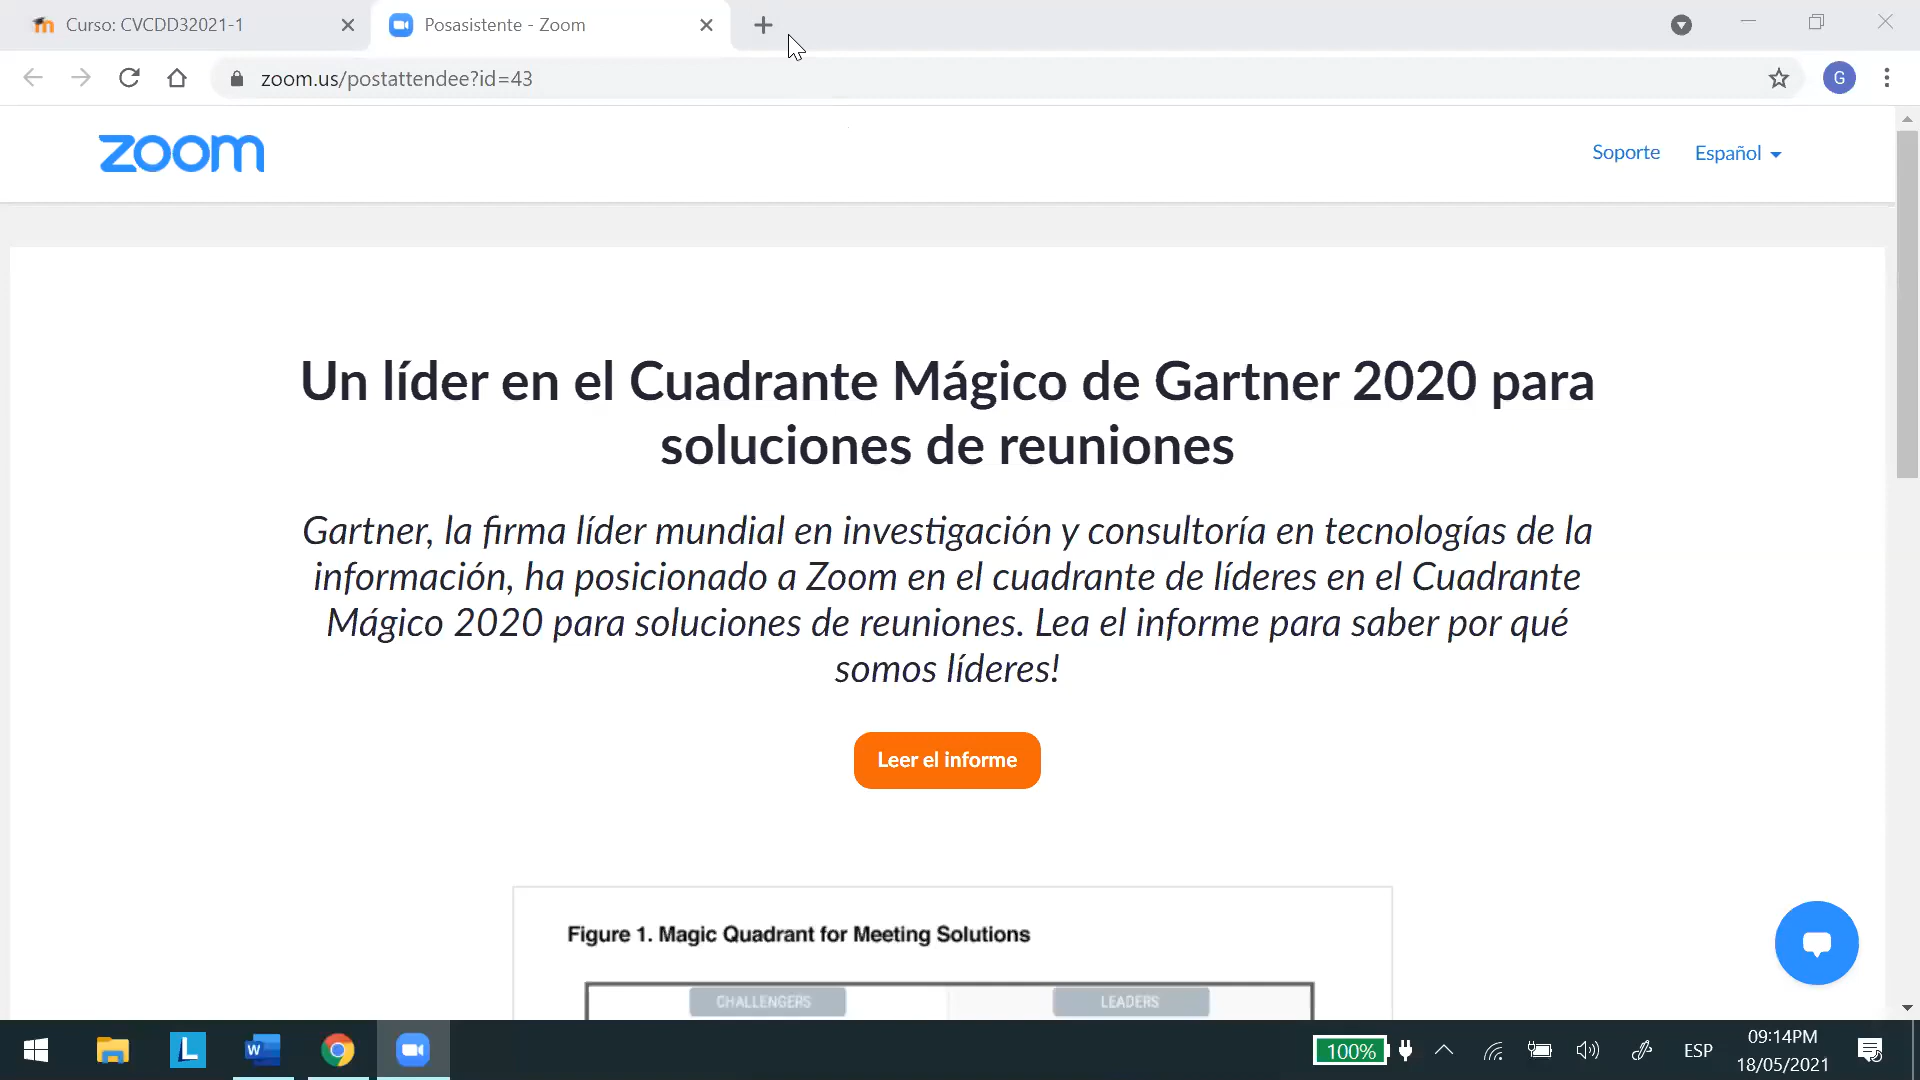 Curso: CVCDD32021-1
Posasistente - Zoom
zoom.us/postattendee?id=43
G
zoom
Soporte
Español
Un líder en el Cuadrante Mágico de Gartner 2020 para
soluciones de reuniones
Gartner, la firma líder mundial en investigación y consultoría en tecnologías de la
información, ha posicionado a Zoom en el cuadrante de líderes en el Cuadrante
Mágico 2020 para soluciones de reuniones. Lea el informe para saber por qué
somos líderes!
Leer el informe
Figure 1. Magic Quadrant for Meeting Solutions
CHALLENGERS
LEADERS
L
W
100%
ESP
09:14PM
18/05/2021